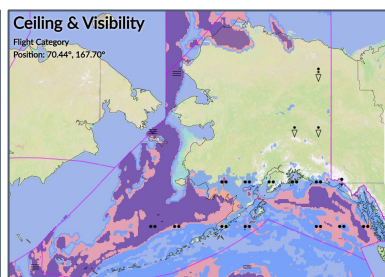 Ceiling & Visibility
Flight Category
Position: 70.44°, 167.70°